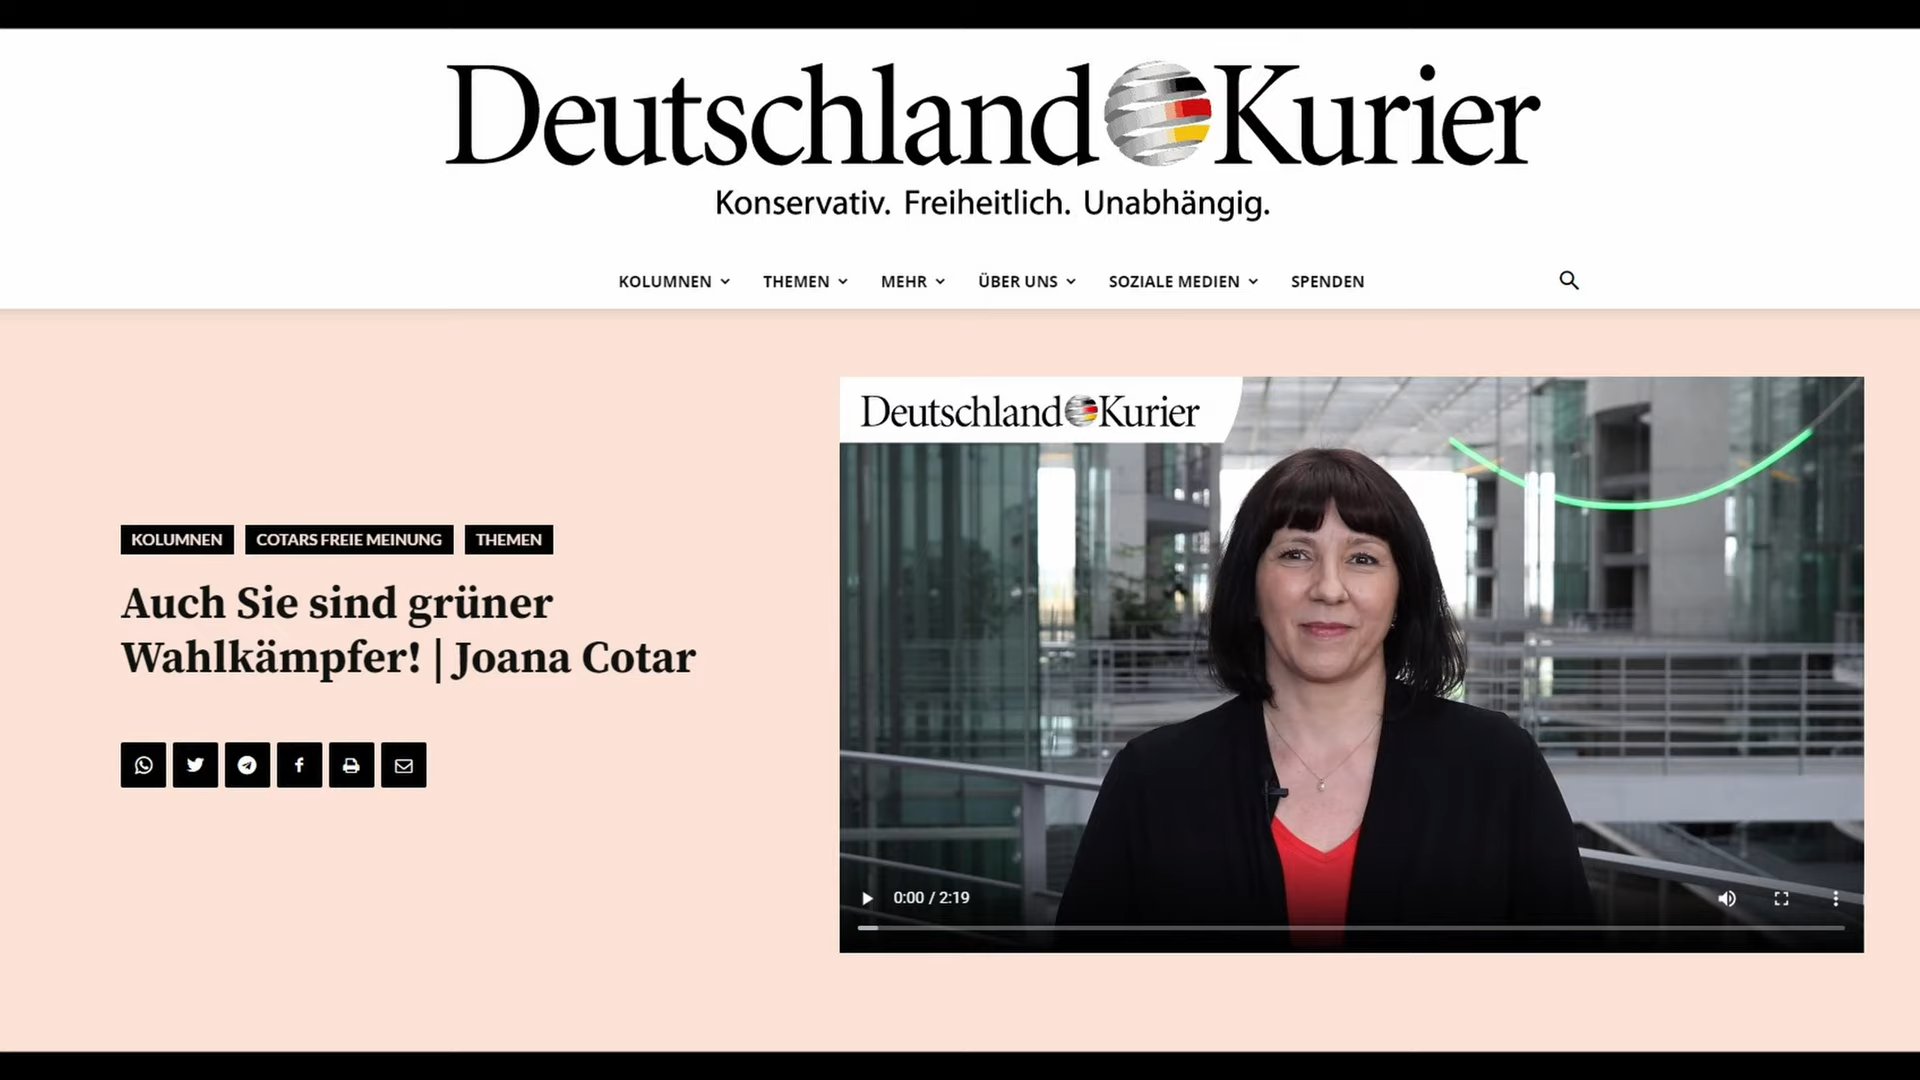 Deutschland Kurier
Konservativ. Freiheitlich. Unabhängig.
KOLUMNEN THEMEN MEHR ÜBER UNS SOZIALE MEDIEN SPENDEN
KOLUMNEN COTARS FREIE MEINUNG THEMEN
Auch Sie sind grüner
Wahlkämpfer! | Joana Cotar
Deutschland Kurier
0:00 / 2:19